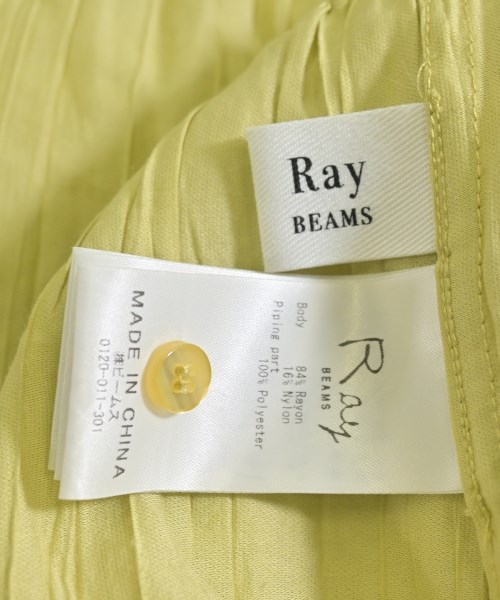 Ray
BEAMS
Ray
BEAMS
Body
84% Rayon
16% Nylon
Piping part
100% Polyester
MADE IN CHINA
㈱ビームス
0120-011-301